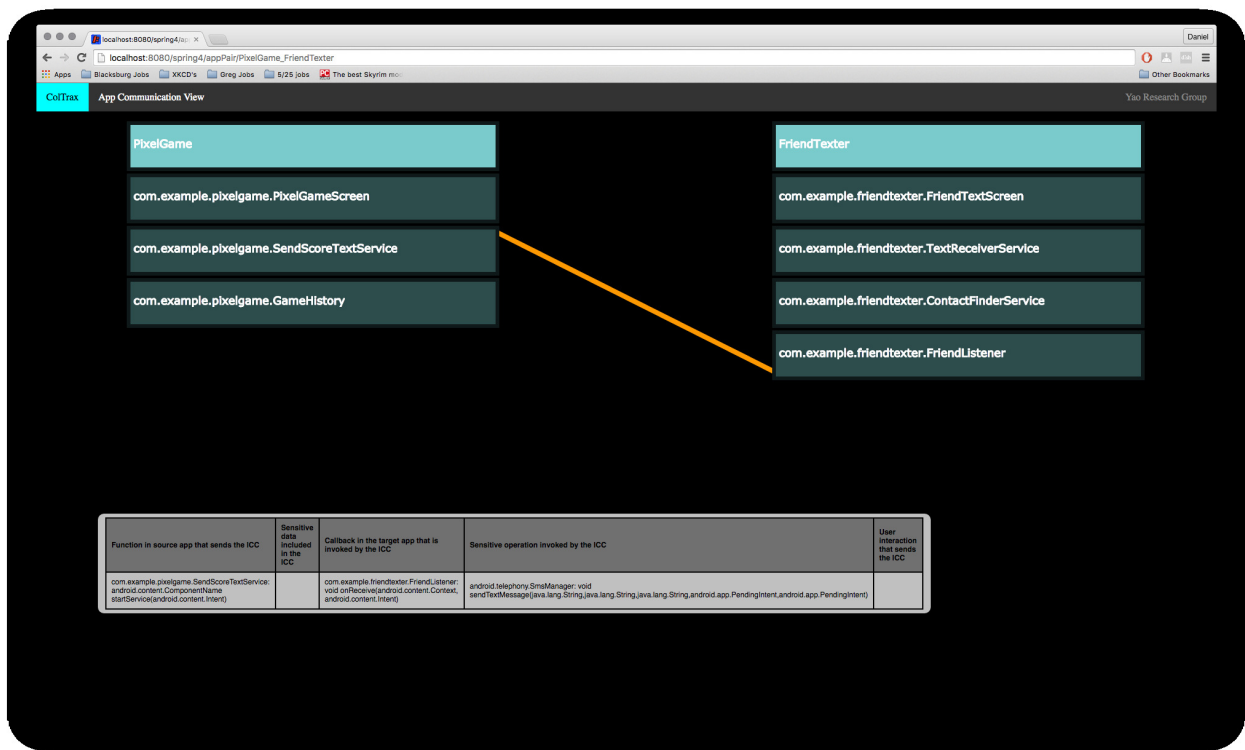 Daniel
localhost:8080/spring4/ap
localhost:8080/spring4/appPair/PixelGame_FriendTexter
Apps Blacksburg Jobs XKCD's Greg Jobs 5/25 jobs The best Skyrim mo Other Bookmarks
ColTrax App Communication View Yao Research Group
PixelGame
com.example.pixelgame.PixelGameScreen
com.example.pixelgame.SendScoreTextService
com.example.pixelgame.GameHistory
FriendTexter
com.example.friendtexter.FriendTextScreen
com.example.friendtexter.TextReceiverService
com.example.friendtexter.ContactFinderService
com.example.friendtexter.FriendListener
Function in source app that sends the ICC
Sensitive
data
included
in the
ICC
Callback in the target app that is
invoked by the ICC
Sensitive operation invoked by the ICC
User
interaction
that sends
the ICC
com.example.pixelgame.SendScoreTextService:
android.content.ComponentName
startService(android.content.Intent)
com.example.friendtexter.FriendListener:
void onReceive(android.content.Context,
android.content.Intent)
android.telephony.SmsManager: void
sendTextMessage(java.lang.String,java.lang.String,java.lang.String,android.app.PendingIntent,android.app.PendingIntent)